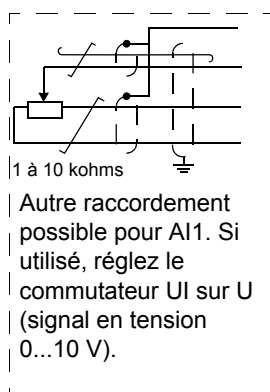 1 à 10 kohms
Autre raccordement
possible pour AI1. Si
utilisé, réglez le
commutateur UI sur U
(signal en tension
0...10 V).